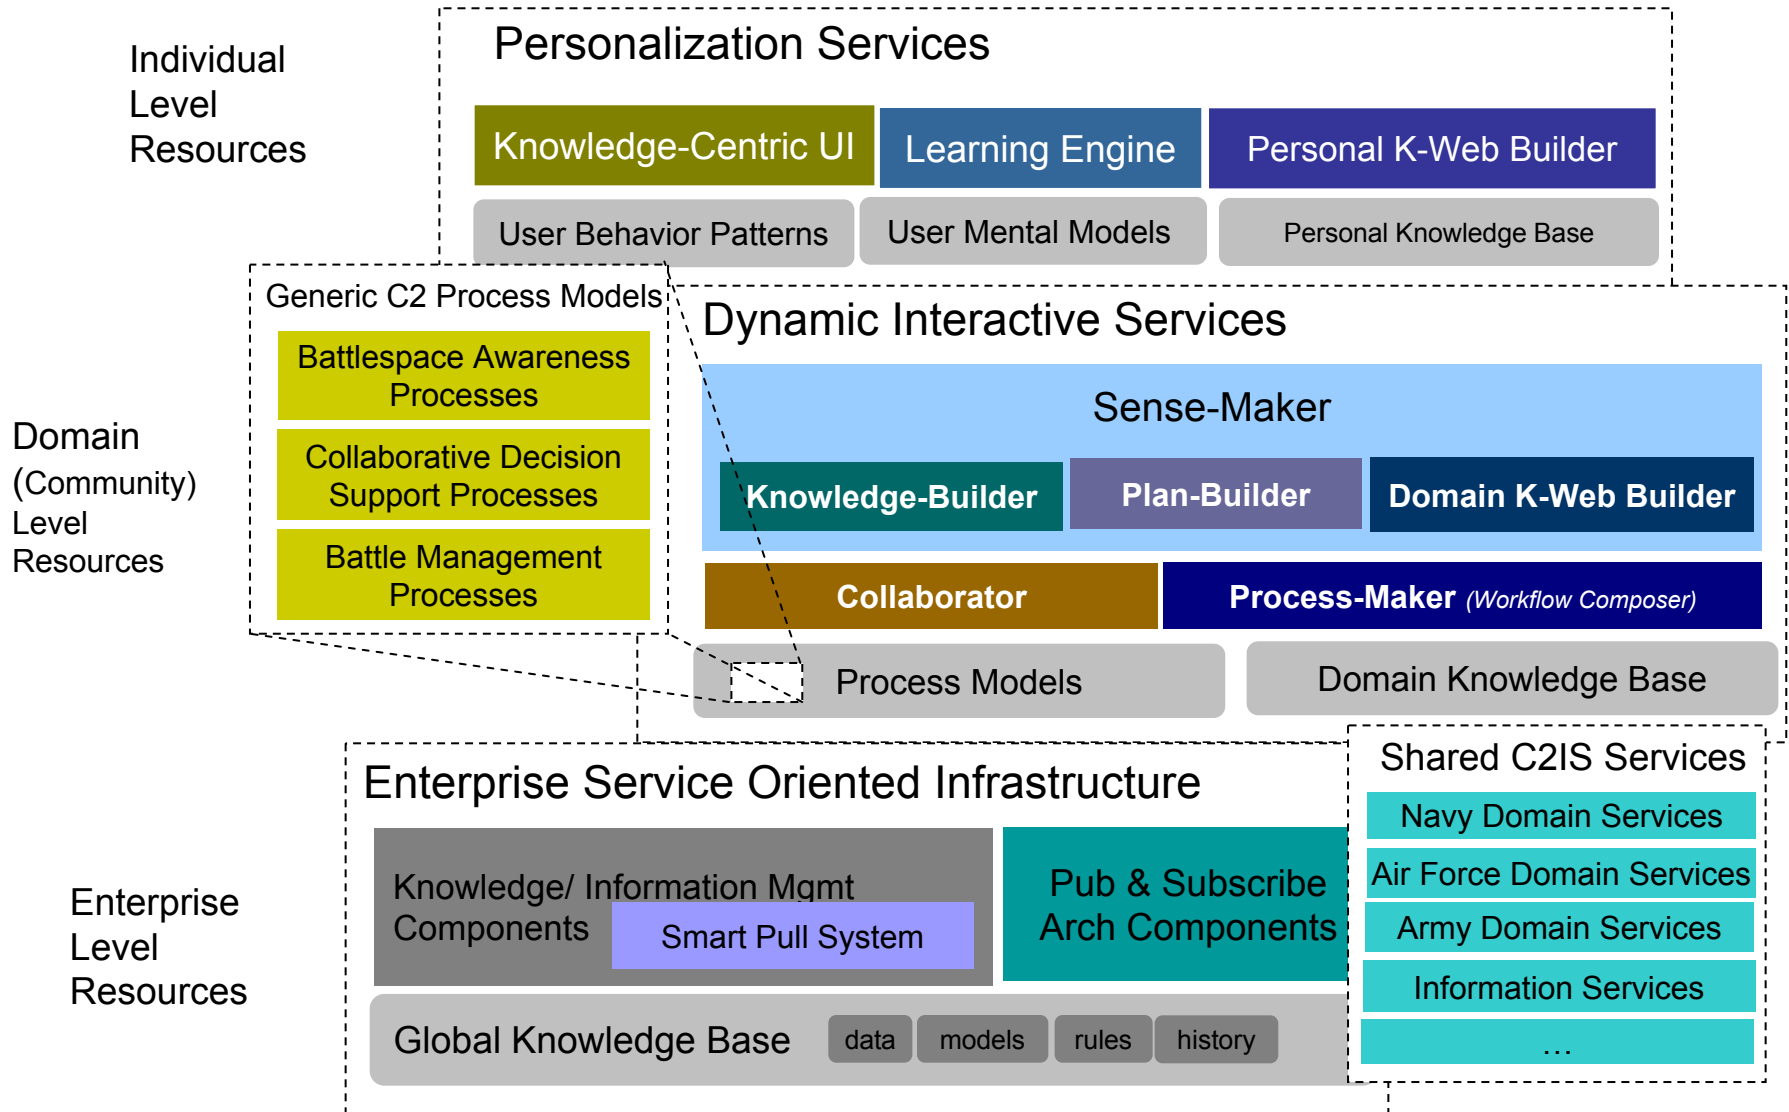 Individual
Level
Resources
Personalization Services
Knowledge-Centric UI
Learning Engine
Personal K-Web Builder
User Behavior Patterns
User Mental Models
Personal Knowledge Base
Domain
(Community)
Level
Resources
Generic C2 Process Models
Battlespace Awareness
Processes
Collaborative Decision
Support Processes
Battle Management
Processes
Dynamic Interactive Services
Sense-Maker
Knowledge-Builder
Plan-Builder
Domain K-Web Builder
Collaborator
Process-Maker (Workflow Composer)
Process Models
Domain Knowledge Base
Enterprise
Level
Resources
Enterprise Service Oriented Infrastructure
Knowledge/ Information Mgmt
Components
Smart Pull System
Pub & Subscribe
Arch Components
Global Knowledge Base
data
models
rules
history
Shared C2IS Services
Navy Domain Services
Air Force Domain Services
Army Domain Services
Information Services
…